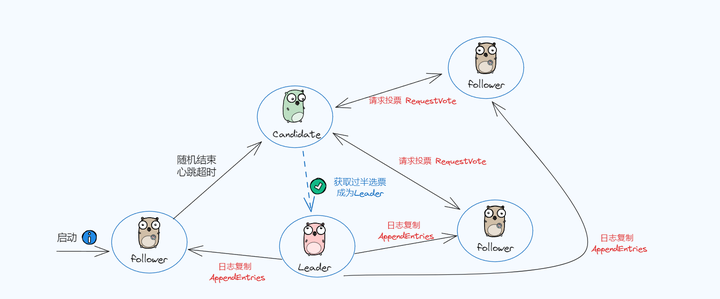 follower
请求投票 RequestVote
Candidate
随机结束
心跳超时
请求投票 RequestVote
获取过半选票
成为Leader
启动
follower
日志复制
AppendEntries
Leader
日志复制
AppendEntries
follower
日志复制
AppendEntries